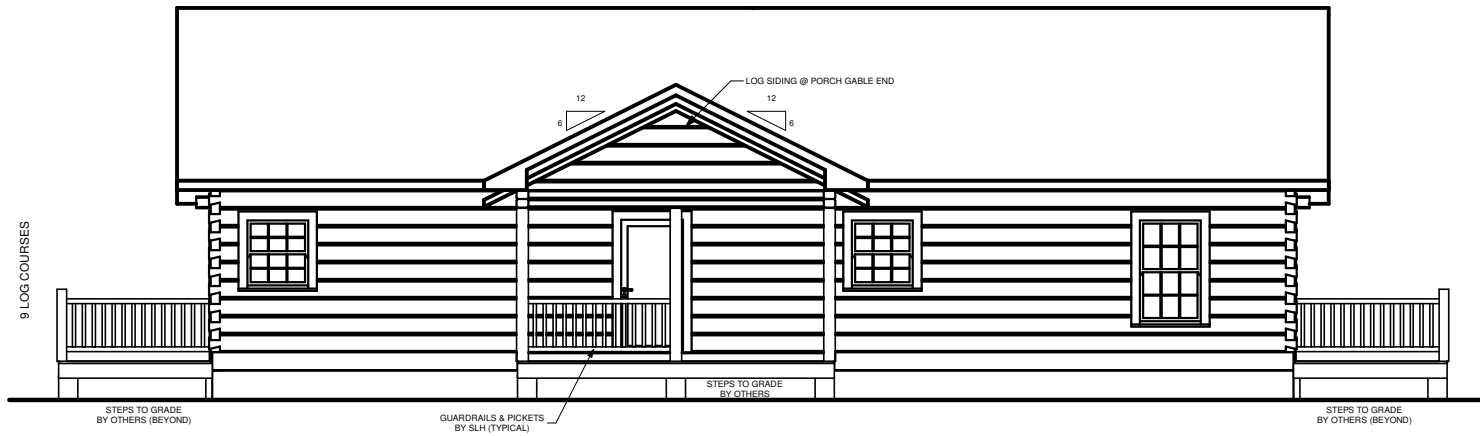 LOG SIDING @ PORCH GABLE END
12
12
6
6
9 LOG COURSES
STEPS TO GRADE
BY OTHERS
STEPS TO GRADE
BY OTHERS (BEYOND)
GUARDRAILS & PICKETS
BY SLH (TYPICAL)
STEPS TO GRADE
BY OTHERS (BEYOND)